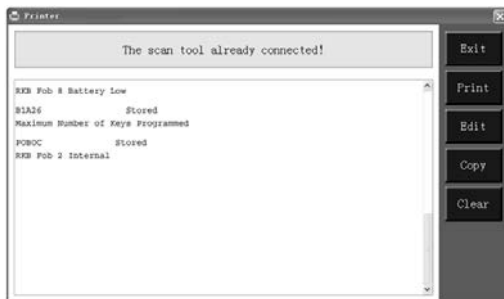 Printer
The scan tool already connected!
RKE Fob 8 Battery Low
B1A26 Stored
Maximum Number of Keys Programmed
POBOC Stored
RKE Fob 2 Internal
Exit
Print
Edit
Copy
Clear